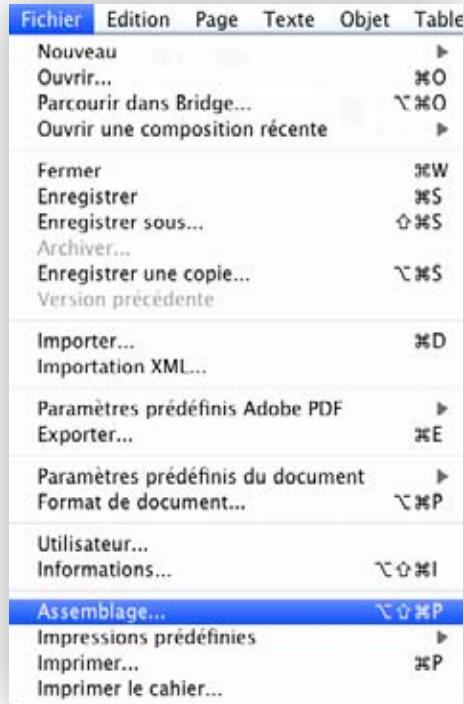 Fichier Edition Page Texte Objet Table
Nouveau
Ouvrir... ⌘O
Parcourir dans Bridge... ⌥⌘O
Ouvrir une composition récente
Fermer ⌘W
Enregistrer ⌘S
Enregistrer sous... ⇧⌘S
Archiver...
Enregistrer une copie... ⌥⌘S
Version précédente
Importer... ⌘D
Importation XML...
Paramètres prédéfinis Adobe PDF
Exporter... ⌘E
Paramètres prédéfinis du document
Format de document... ⌥⌘P
Utilisateur...
Informations... ⌥⇧⌘I
Assemblage... ⌥⇧⌘P
Impressions prédéfinies
Imprimer... ⌘P
Imprimer le cahier...